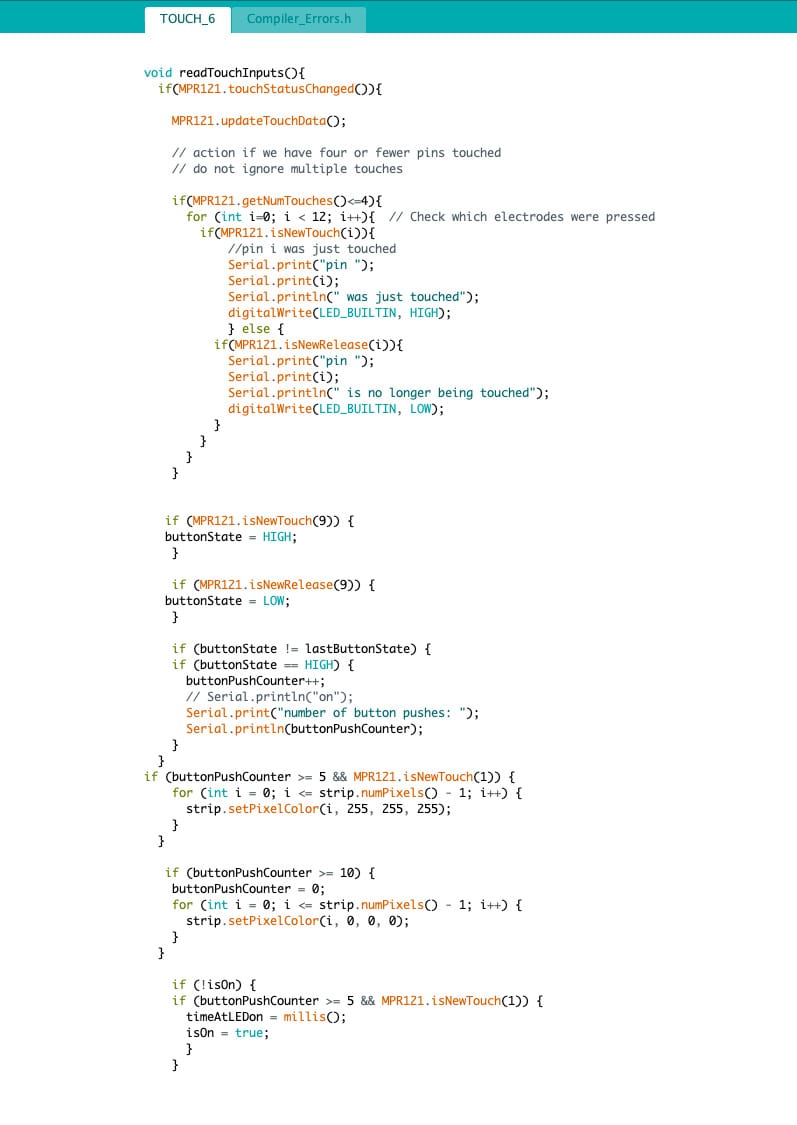 TOUCH_6 Compiler_Errors.h
void readTouchInputs(){
if(MPR121.touchStatusChanged()){
MPR121.updateTouchData();
// action if we have four or fewer pins touched
// do not ignore multiple touches
if(MPR121.getNumTouches()<=4){
for (int i=0; i < 12; i++){ // Check which electrodes were pressed
if(MPR121.isNewTouch(i)){
//pin i was just touched
Serial.print("pin ");
Serial.print(i);
Serial.println(" was just touched");
digitalWrite(LED_BUILTIN, HIGH);
} else {
if(MPR121.isNewRelease(i)){
Serial.print("pin ");
Serial.print(i);
Serial.println(" is no longer being touched");
digitalWrite(LED_BUILTIN, LOW);
}
}
}
}
if (MPR121.isNewTouch(9)) {
buttonState = HIGH;
}
if (MPR121.isNewRelease(9)) {
buttonState = LOW;
}
if (buttonState != lastButtonState) {
if (buttonState == HIGH) {
buttonPushCounter++;
// Serial.println("on");
Serial.print("number of button pushes: ");
Serial.println(buttonPushCounter);
}
}
if (buttonPushCounter >= 5 && MPR121.isNewTouch(1)) {
for (int i = 0; i <= strip.numPixels() - 1; i++) {
strip.setPixelColor(i, 255, 255, 255);
}
}
if (buttonPushCounter >= 10) {
buttonPushCounter = 0;
for (int i = 0; i <= strip.numPixels() - 1; i++) {
strip.setPixelColor(i, 0, 0, 0);
}
}
if (!isOn) {
if (buttonPushCounter >= 5 && MPR121.isNewTouch(1)) {
timeAtLEDon = millis();
isOn = true;
}
}